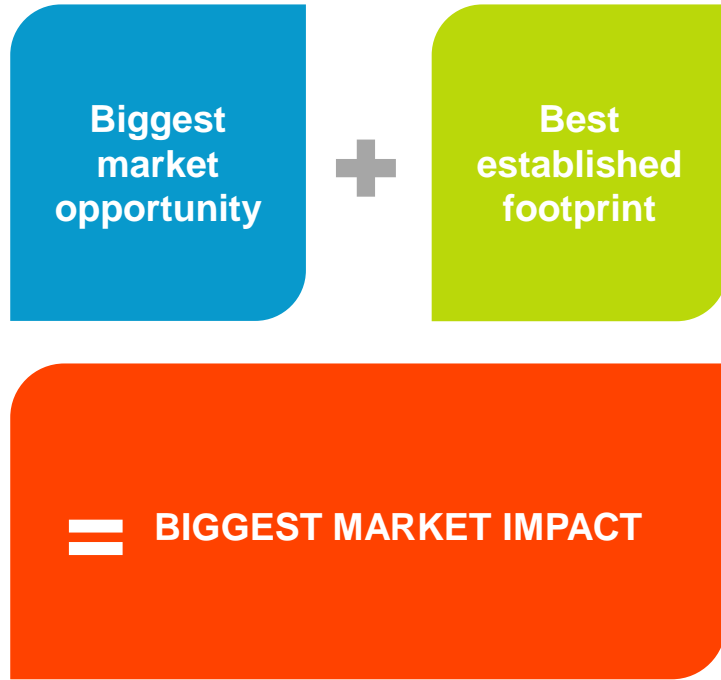 Biggest
market
opportunity
+
Best
established
footprint
= BIGGEST MARKET IMPACT